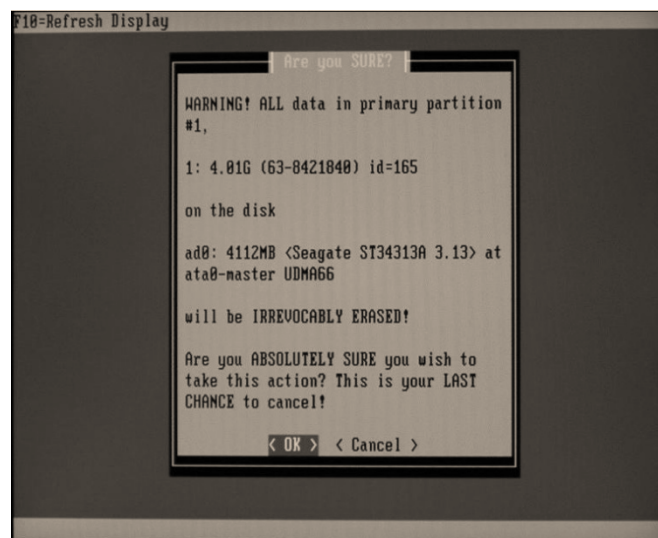 F10=Refresh Display
Are you SURE?
WARNING! ALL data in primary partition
#1,
1: 4.01G (63-8421840) id=165
on the disk
ad0: 4112MB <Seagate ST34313A 3.13> at
ata0-master UDMA66
will be IRREVOCABLY ERASED!
Are you ABSOLUTELY SURE you wish to
take this action? This is your LAST
CHANCE to cancel!
< OK > < Cancel >